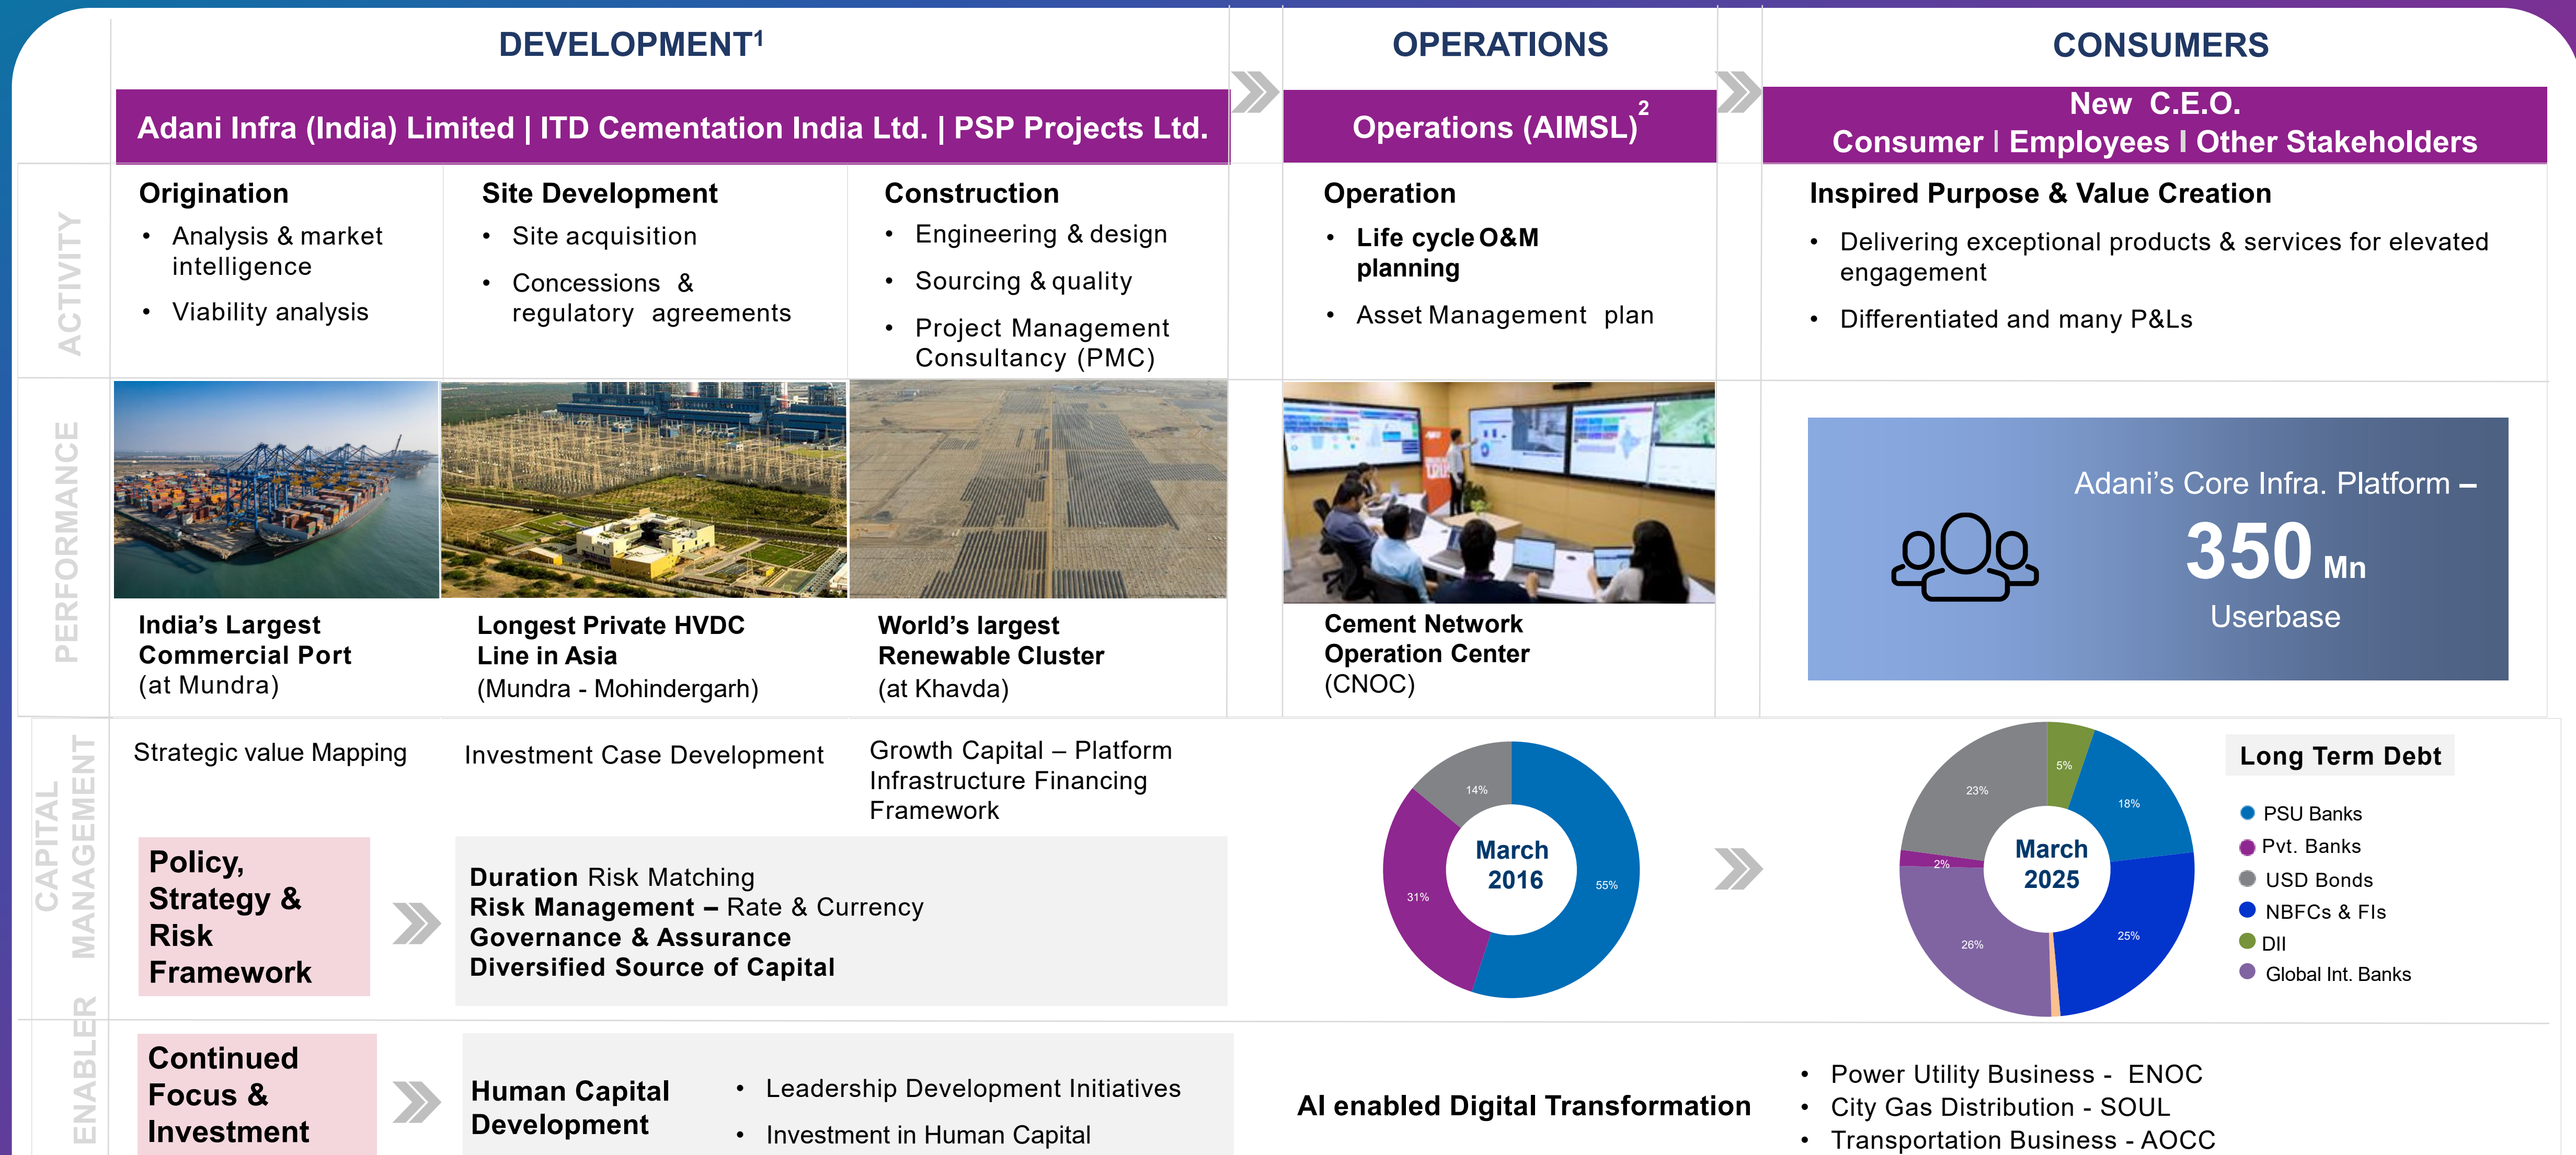 DEVELOPMENT¹
OPERATIONS
CONSUMERS
Adani Infra (India) Limited | ITD Cementation India Ltd. | PSP Projects Ltd.
Operations (AIMSL)²
New C.E.O.
Consumer I Employees I Other Stakeholders
ACTIVITY
Origination
• Analysis & market
intelligence
• Viability analysis
Site Development
• Site acquisition
• Concessions &
regulatory agreements
Construction
• Engineering & design
• Sourcing & quality
• Project Management
Consultancy (PMC)
Operation
• Life cycle O&M
planning
• Asset Management plan
Inspired Purpose & Value Creation
• Delivering exceptional products & services for elevated
engagement
• Differentiated and many P&Ls
PERFORMANCE
India's Largest
Commercial Port
(at Mundra)
Longest Private HVDC
Line in Asia
(Mundra - Mohindergarh)
World's largest
Renewable Cluster
(at Khavda)
Cement Network
Operation Center
(CNOC)
Adani's Core Infra. Platform –
350 Mn
Userbase
CAPITAL
MANAGEMENT
Strategic value Mapping
Investment Case Development
Growth Capital – Platform
Infrastructure Financing
Framework
Policy,
Strategy &
Risk
Framework
Duration Risk Matching
Risk Management – Rate & Currency
Governance & Assurance
Diversified Source of Capital
14%
31%
55%
March
2016
5%
18%
23%
2%
26%
25%
March
2025
Long Term Debt
PSU Banks
Pvt. Banks
USD Bonds
NBFCs & FIs
DII
Global Int. Banks
ENABLER
Continued
Focus &
Investment
Human Capital
Development
• Leadership Development Initiatives
• Investment in Human Capital
AI enabled Digital Transformation
• Power Utility Business - ENOC
• City Gas Distribution - SOUL
• Transportation Business - AOCC